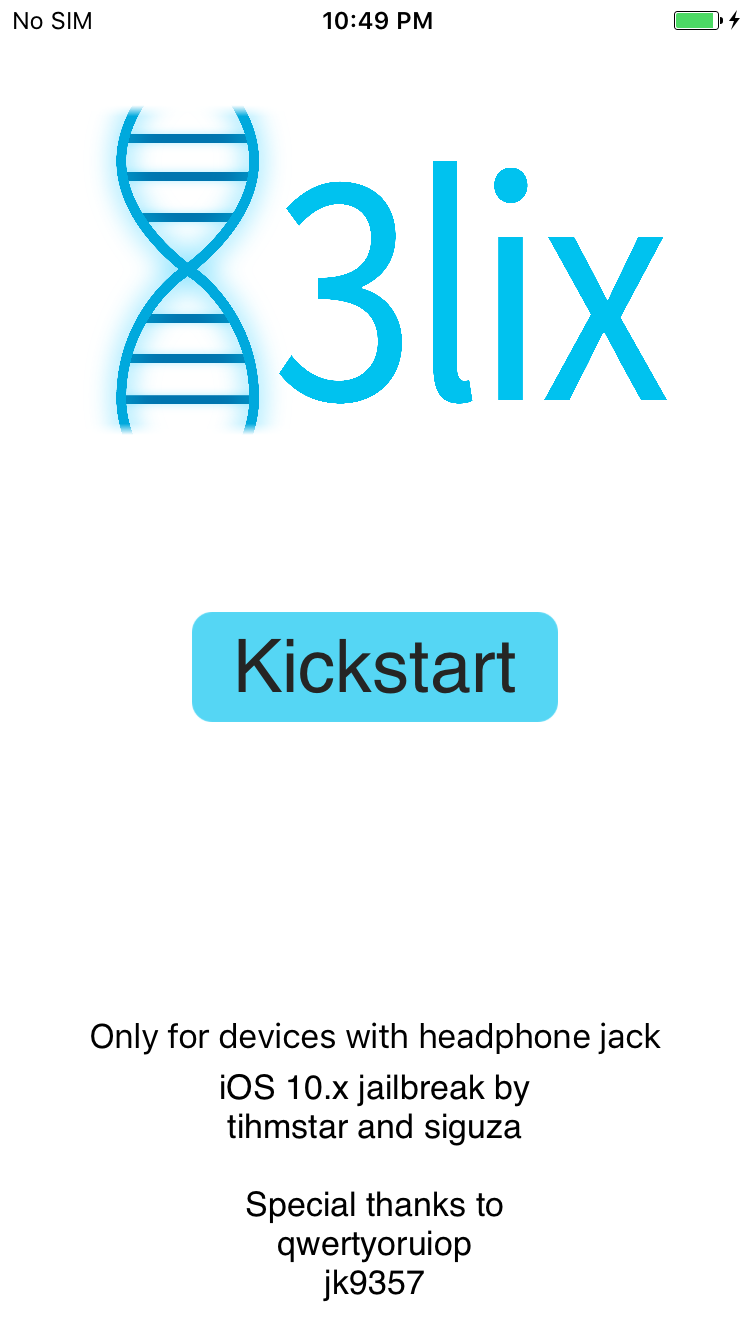 No SIM 10:49 PM
3lix
Kickstart
Only for devices with headphone jack
iOS 10.x jailbreak by
tihmstar and siguza
Special thanks to
qwertyoruiop
jk9357